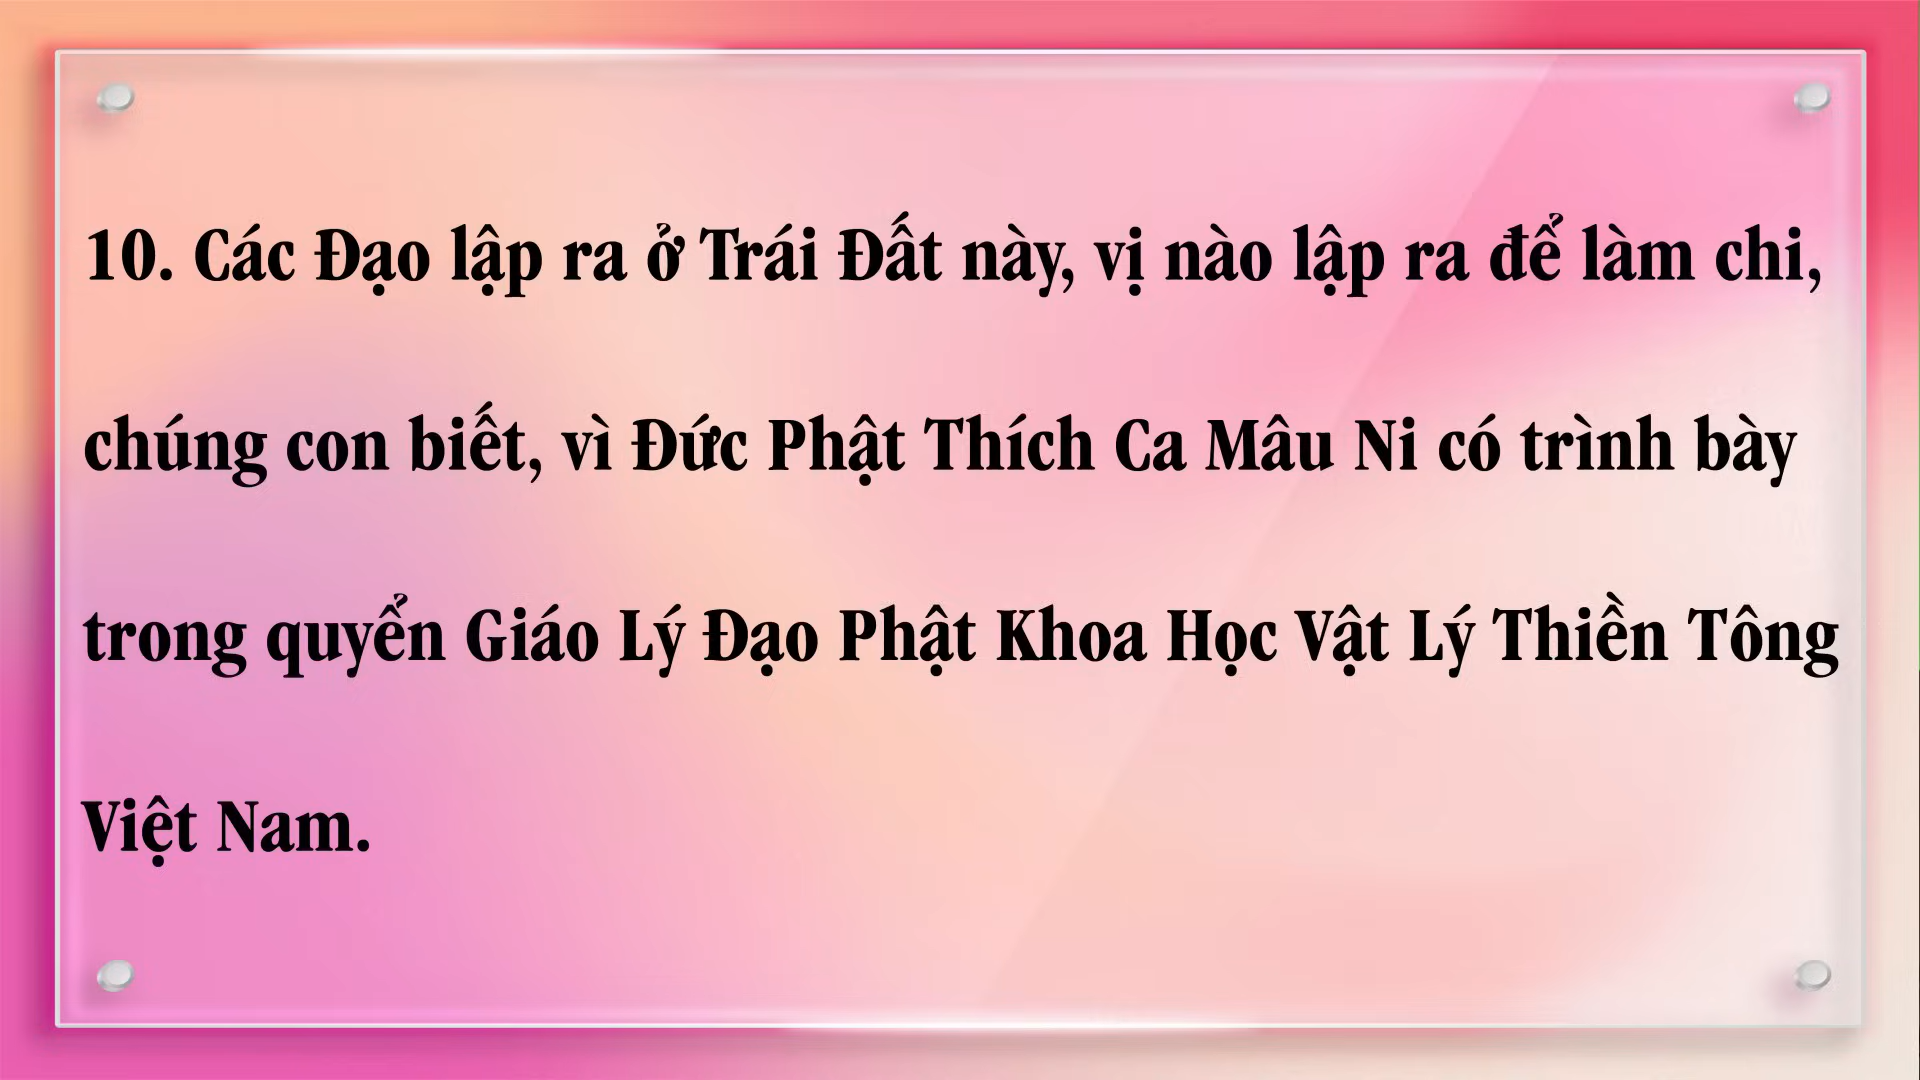 10. Các Đạo lập ra ở Trái Đất này, vị nào lập ra để làm chi,
chúng con biết, vì Đức Phật Thích Ca Mâu Ni có trình bày
trong quyển Giáo Lý Đạo Phật Khoa Học Vật Lý Thiền Tông
Việt Nam.